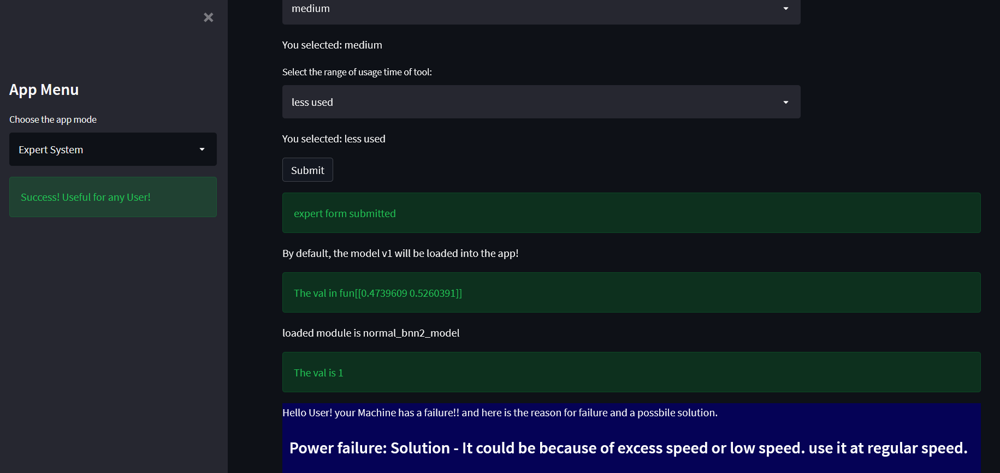 App Menu
Choose the app mode
Expert System
Success! Useful for any User!
medium
You selected: medium
Select the range of usage time of tool:
less used
You selected: less used
Submit
expert form submitted
By default, the model v1 will be loaded into the app!
The val in fun[[0.4739609 0.5260391]]
loaded module is normal_bnn2_model
The val is 1
Hello User! your Machine has a failure!! and here is the reason for failure and a possbile solution.
Power failure: Solution - It could be because of excess speed or low speed. use it at regular speed.